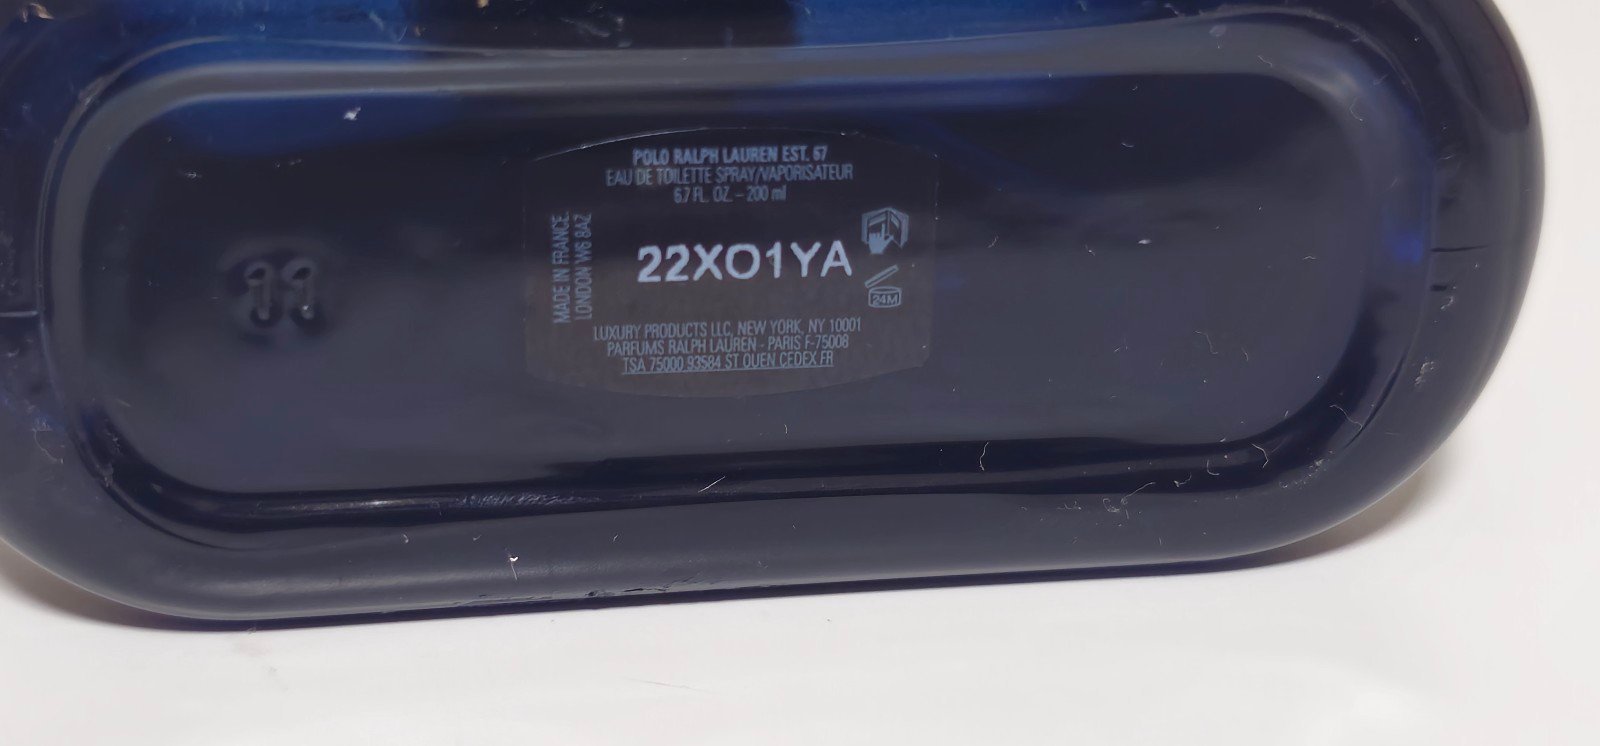 POLO RALPH LAUREN EST. 67
EAU DE TOILETTE SPRAY/VAPORISATEUR
6.7 FL. OZ. - 200 ml
MADE IN FRANCE.
LONDON W6 8AZ
22XO1YA
24M
LUXURY PRODUCTS LLC, NEW YORK, NY 10001
PARFUMS RALPH LAUREN - PARIS F-75008
TSA 75000 93584 ST OUEN CEDEX FR
11